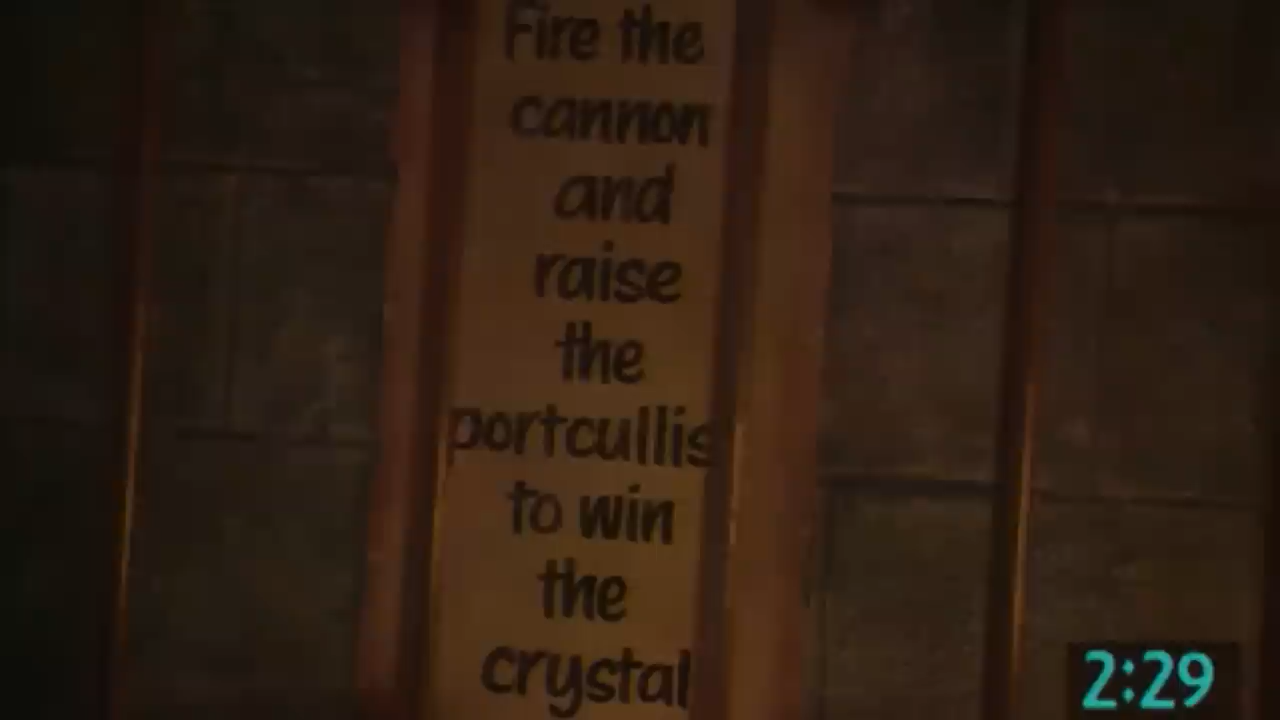 Fire the
cannon
and
raise
the
portcullis
to win
the
crystal
2:29